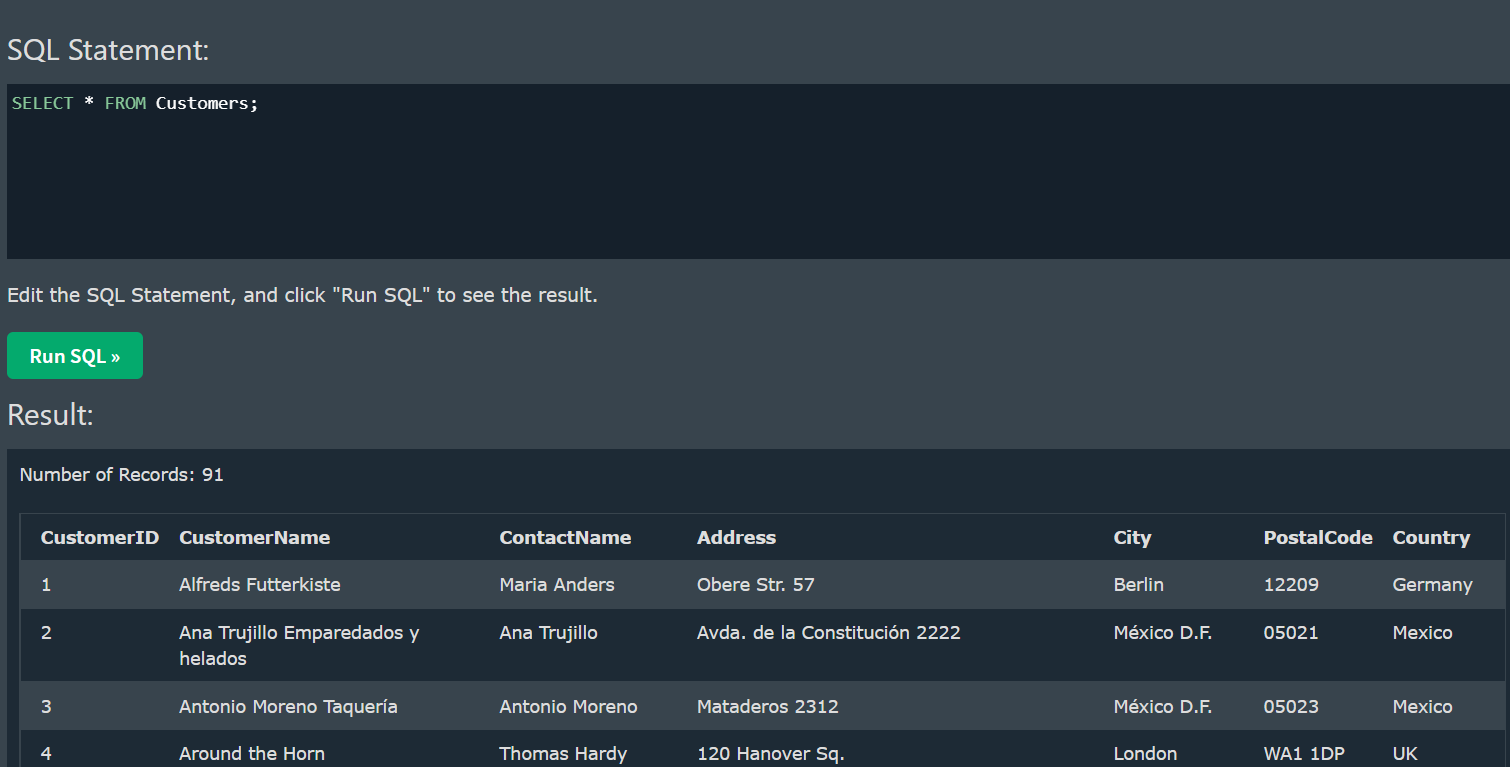 SQL Statement:
SELECT * FROM Customers;
Edit the SQL Statement, and click "Run SQL" to see the result.
Run SQL »
Result:
Number of Records: 91
CustomerID CustomerName ContactName Address City PostalCode Country
1 Alfreds Futterkiste Maria Anders Obere Str. 57 Berlin 12209 Germany
2 Ana Trujillo Emparedados y Ana Trujillo Avda. de la Constitución 2222 México D.F. 05021 Mexico
helados
3 Antonio Moreno Taquería Antonio Moreno Mataderos 2312 México D.F. 05023 Mexico
4 Around the Horn Thomas Hardy 120 Hanover Sq. London WA1 1DP UK